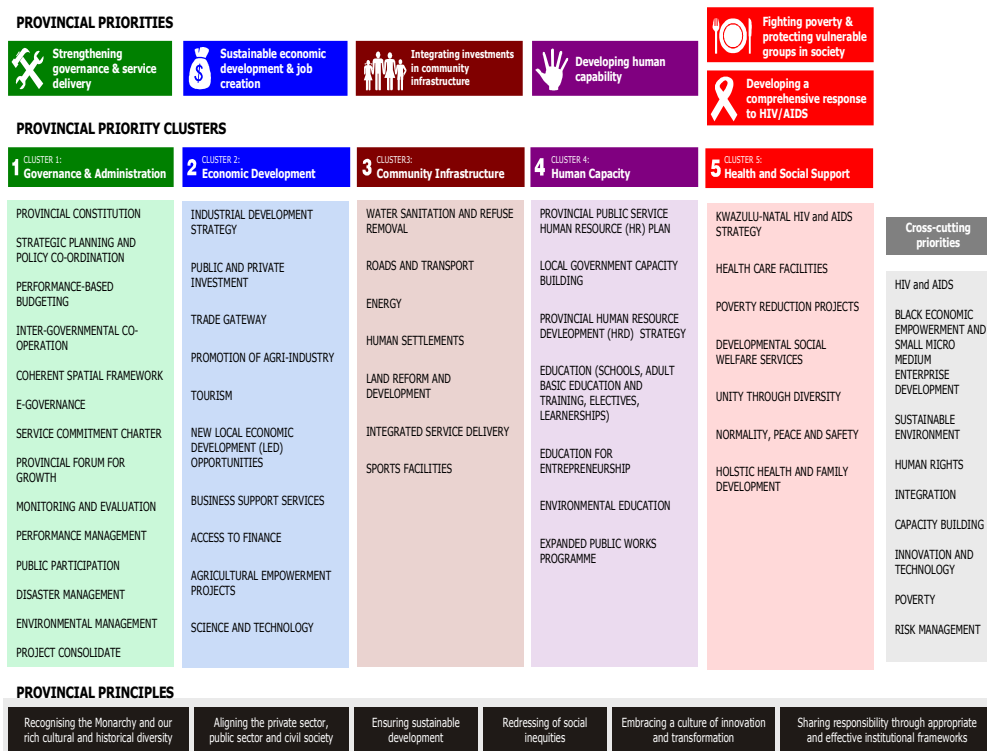 PROVINCIAL PRIORITIES
Strengthening
governance & service
delivery
$
Sustainable economic
development & job
creation
Integrating investments
in community
infrastructure
Developing human
capability
Fighting poverty &
protecting vulnerable
groups in society
Developing a
comprehensive response
to HIV/AIDS
PROVINCIAL PRIORITY CLUSTERS
1 CLUSTER 1:
Governance & Administration
2 CLUSTER 2:
Economic Development
3 CLUSTER3:
Community Infrastructure
4 CLUSTER 4:
Human Capacity
5 CLUSTER 5:
Health and Social Support
PROVINCIAL CONSTITUTION
STRATEGIC PLANNING AND
POLICY CO-ORDINATION
PERFORMANCE-BASED
BUDGETING
INTER-GOVERNMENTAL CO-
OPERATION
COHERENT SPATIAL FRAMEWORK
E-GOVERNANCE
SERVICE COMMITMENT CHARTER
PROVINCIAL FORUM FOR
GROWTH
MONITORING AND EVALUATION
PERFORMANCE MANAGEMENT
PUBLIC PARTICIPATION
DISASTER MANAGEMENT
ENVIRONMENTAL MANAGEMENT
PROJECT CONSOLIDATE
INDUSTRIAL DEVELOPMENT
STRATEGY
PUBLIC AND PRIVATE
INVESTMENT
TRADE GATEWAY
PROMOTION OF AGRI-INDUSTRY
TOURISM
NEW LOCAL ECONOMIC
DEVELOPMENT (LED)
OPPORTUNITIES
BUSINESS SUPPORT SERVICES
ACCESS TO FINANCE
AGRICULTURAL EMPOWERMENT
PROJECTS
SCIENCE AND TECHNOLOGY
WATER SANITATION AND REFUSE
REMOVAL
ROADS AND TRANSPORT
ENERGY
HUMAN SETTLEMENTS
LAND REFORM AND
DEVELOPMENT
INTEGRATED SERVICE DELIVERY
SPORTS FACILITIES
PROVINCIAL PUBLIC SERVICE
HUMAN RESOURCE (HR) PLAN
LOCAL GOVERNMENT CAPACITY
BUILDING
PROVINCIAL HUMAN RESOURCE
DEVLEOPMENT (HRD) STRATEGY
EDUCATION (SCHOOLS, ADULT
BASIC EDUCATION AND
TRAINING, ELECTIVES,
LEARNERSHIPS)
EDUCATION FOR
ENTREPRENEURSHIP
ENVIRONMENTAL EDUCATION
EXPANDED PUBLIC WORKS
PROGRAMME
KWAZULU-NATAL HIV and AIDS
STRATEGY
HEALTH CARE FACILITIES
POVERTY REDUCTION PROJECTS
DEVELOPMENTAL SOCIAL
WELFARE SERVICES
UNITY THROUGH DIVERSITY
NORMALITY, PEACE AND SAFETY
HOLSTIC HEALTH AND FAMILY
DEVELOPMENT
Cross-cutting
priorities
HIV and AIDS
BLACK ECONOMIC
EMPOWERMENT AND
SMALL MICRO
MEDIUM
ENTERPRISE
DEVELOPMENT
SUSTAINABLE
ENVIRONMENT
HUMAN RIGHTS
INTEGRATION
CAPACITY BUILDING
INNOVATION AND
TECHNOLOGY
POVERTY
RISK MANAGEMENT
PROVINCIAL PRINCIPLES
Recognising the Monarchy and our
rich cultural and historical diversity
Aligning the private sector,
public sector and civil society
Ensuring sustainable
development
Redressing of social
inequities
Embracing a culture of innovation
and transformation
Sharing responsibility through appropriate
and effective institutional frameworks